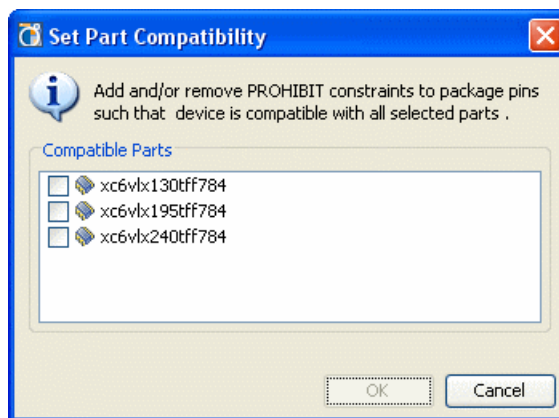 Set Part Compatibility
Add and/or remove PROHIBIT constraints to package pins
such that device is compatible with all selected parts .
Compatible Parts
xc6vlx130tff784
xc6vlx195tff784
xc6vlx240tff784
OK
Cancel